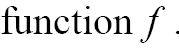 function f .